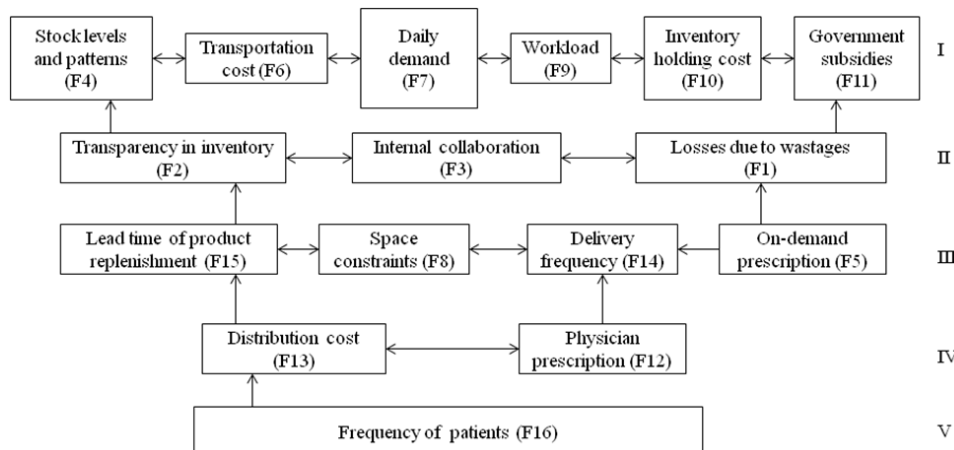 Stock levels
and patterns
(F4)
Transportation
cost (F6)
Daily
demand
(F7)
Workload
(F9)
Inventory
holding cost
(F10)
Government
subsidies
(F11)
I
Transparency in inventory
(F2)
Internal collaboration
(F3)
Losses due to wastages
(F1)
II
Lead time of product
replenishment (F15)
Space
constraints (F8)
Delivery
frequency (F14)
On-demand
prescription (F5)
III
Distribution cost
(F13)
Physician
prescription (F12)
IV
Frequency of patients (F16)
V